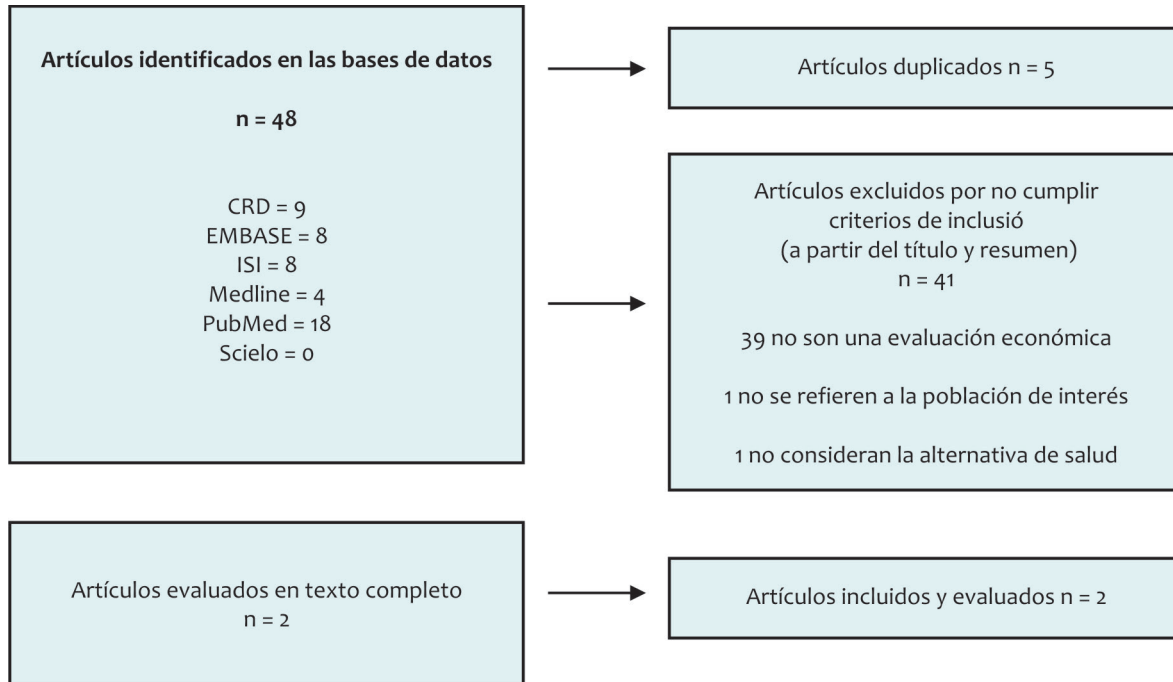 Artículos identificados en las bases de datos
n = 48
CRD = 9
EMBASE = 8
ISI = 8
Medline = 4
PubMed = 18
Scielo = 0
Artículos duplicados n = 5
Artículos excluidos por no cumplir
criterios de inclusió
(a partir del título y resumen)
n = 41
39 no son una evaluación económica
1 no se refieren a la población de interés
1 no consideran la alternativa de salud
Artículos evaluados en texto completo
n = 2
Artículos incluidos y evaluados n = 2